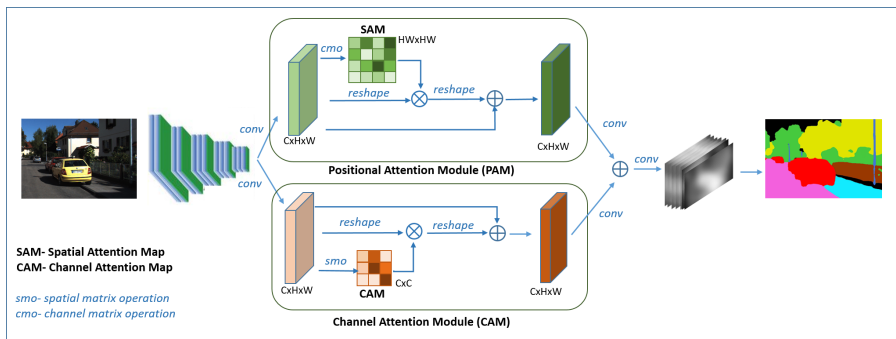 SAM
HWxHW
cmo
reshape
reshape
CxHxW
CxHxW
Positional Attention Module (PAM)
conv
conv
conv
conv
conv
reshape
reshape
smo
CxC
CAM
CxHxW
CxHxW
Channel Attention Module (CAM)
SAM- Spatial Attention Map
CAM- Channel Attention Map
smo- spatial matrix operation
cmo- channel matrix operation